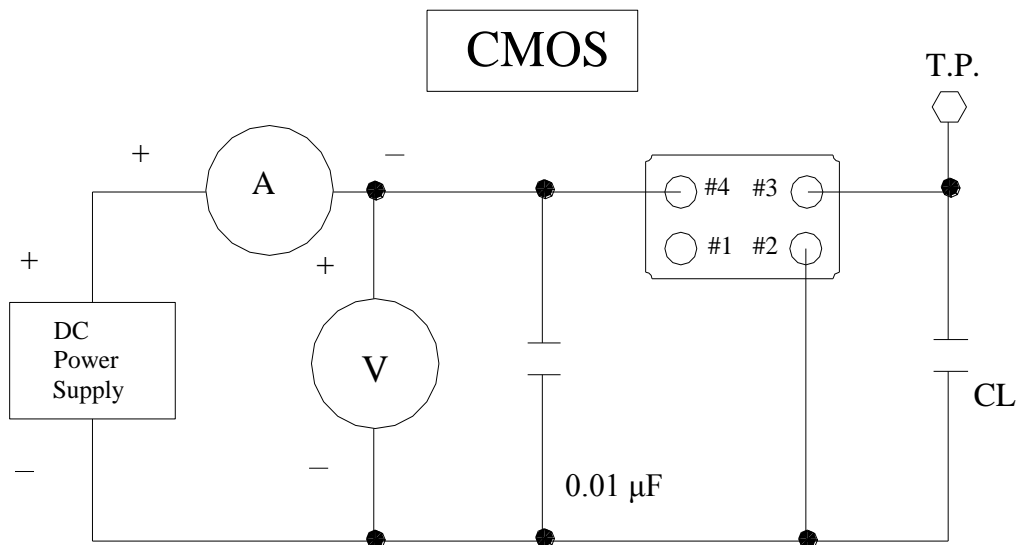 CMOS
T.P.
+
–
A
#4 #3
#1 #2
+
+
DC
Power
Supply
V
CL
–
–
0.01 μF